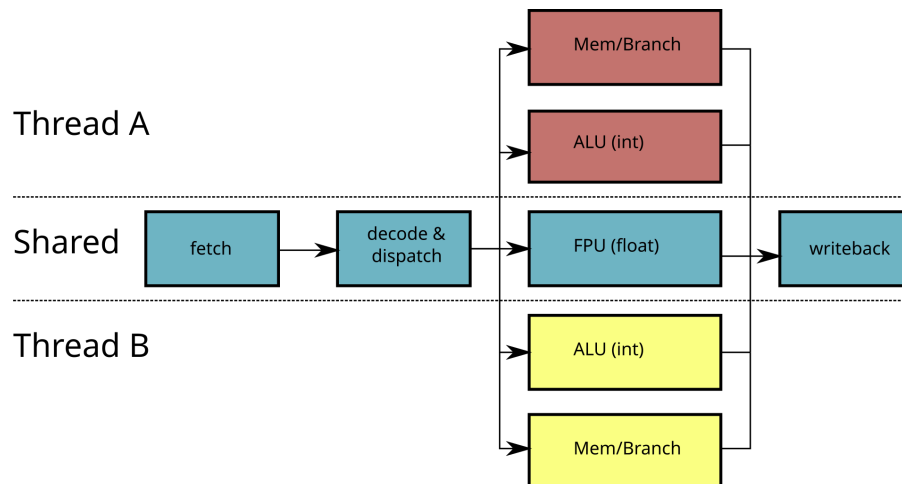 Mem/Branch
Thread A
ALU (int)
Shared
fetch
decode &
dispatch
FPU (float)
writeback
Thread B
ALU (int)
Mem/Branch